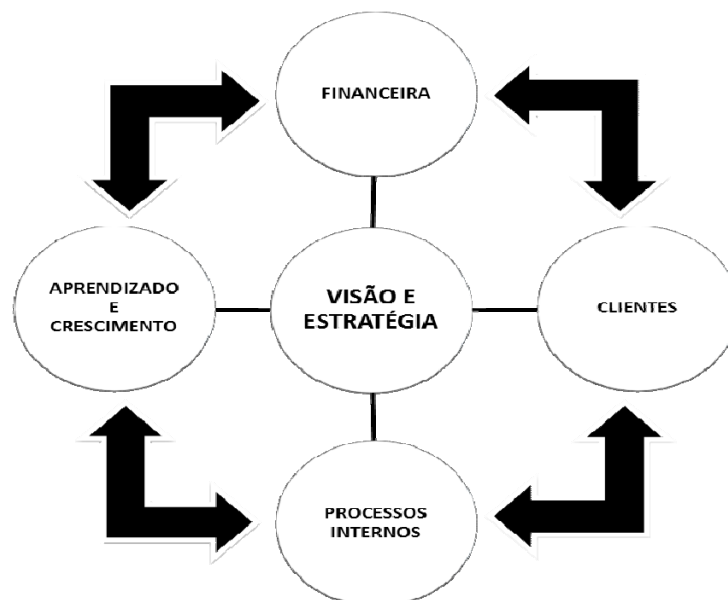 FINANCEIRA
APRENDIZADO
E
CRESCIMENTO
VISÃO E
ESTRATÉGIA
CLIENTES
PROCESSOS
INTERNOS